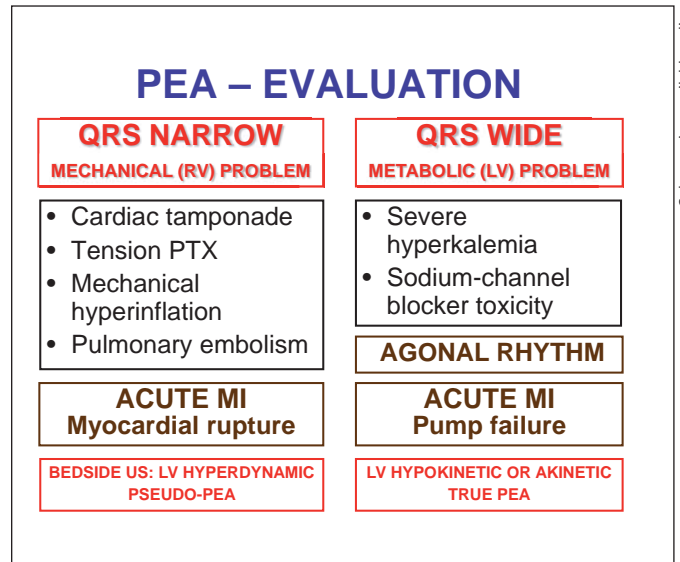 PEA – EVALUATION
QRS NARROW
MECHANICAL (RV) PROBLEM
• Cardiac tamponade
• Tension PTX
• Mechanical
hyperinflation
• Pulmonary embolism
ACUTE MI
Myocardial rupture
BEDSIDE US: LV HYPERDYNAMIC
PSEUDO-PEA
QRS WIDE
METABOLIC (LV) PROBLEM
• Severe
hyperkalemia
• Sodium-channel
blocker toxicity
AGONAL RHYTHM
ACUTE MI
Pump failure
LV HYPOKINETIC OR AKINETIC
TRUE PEA